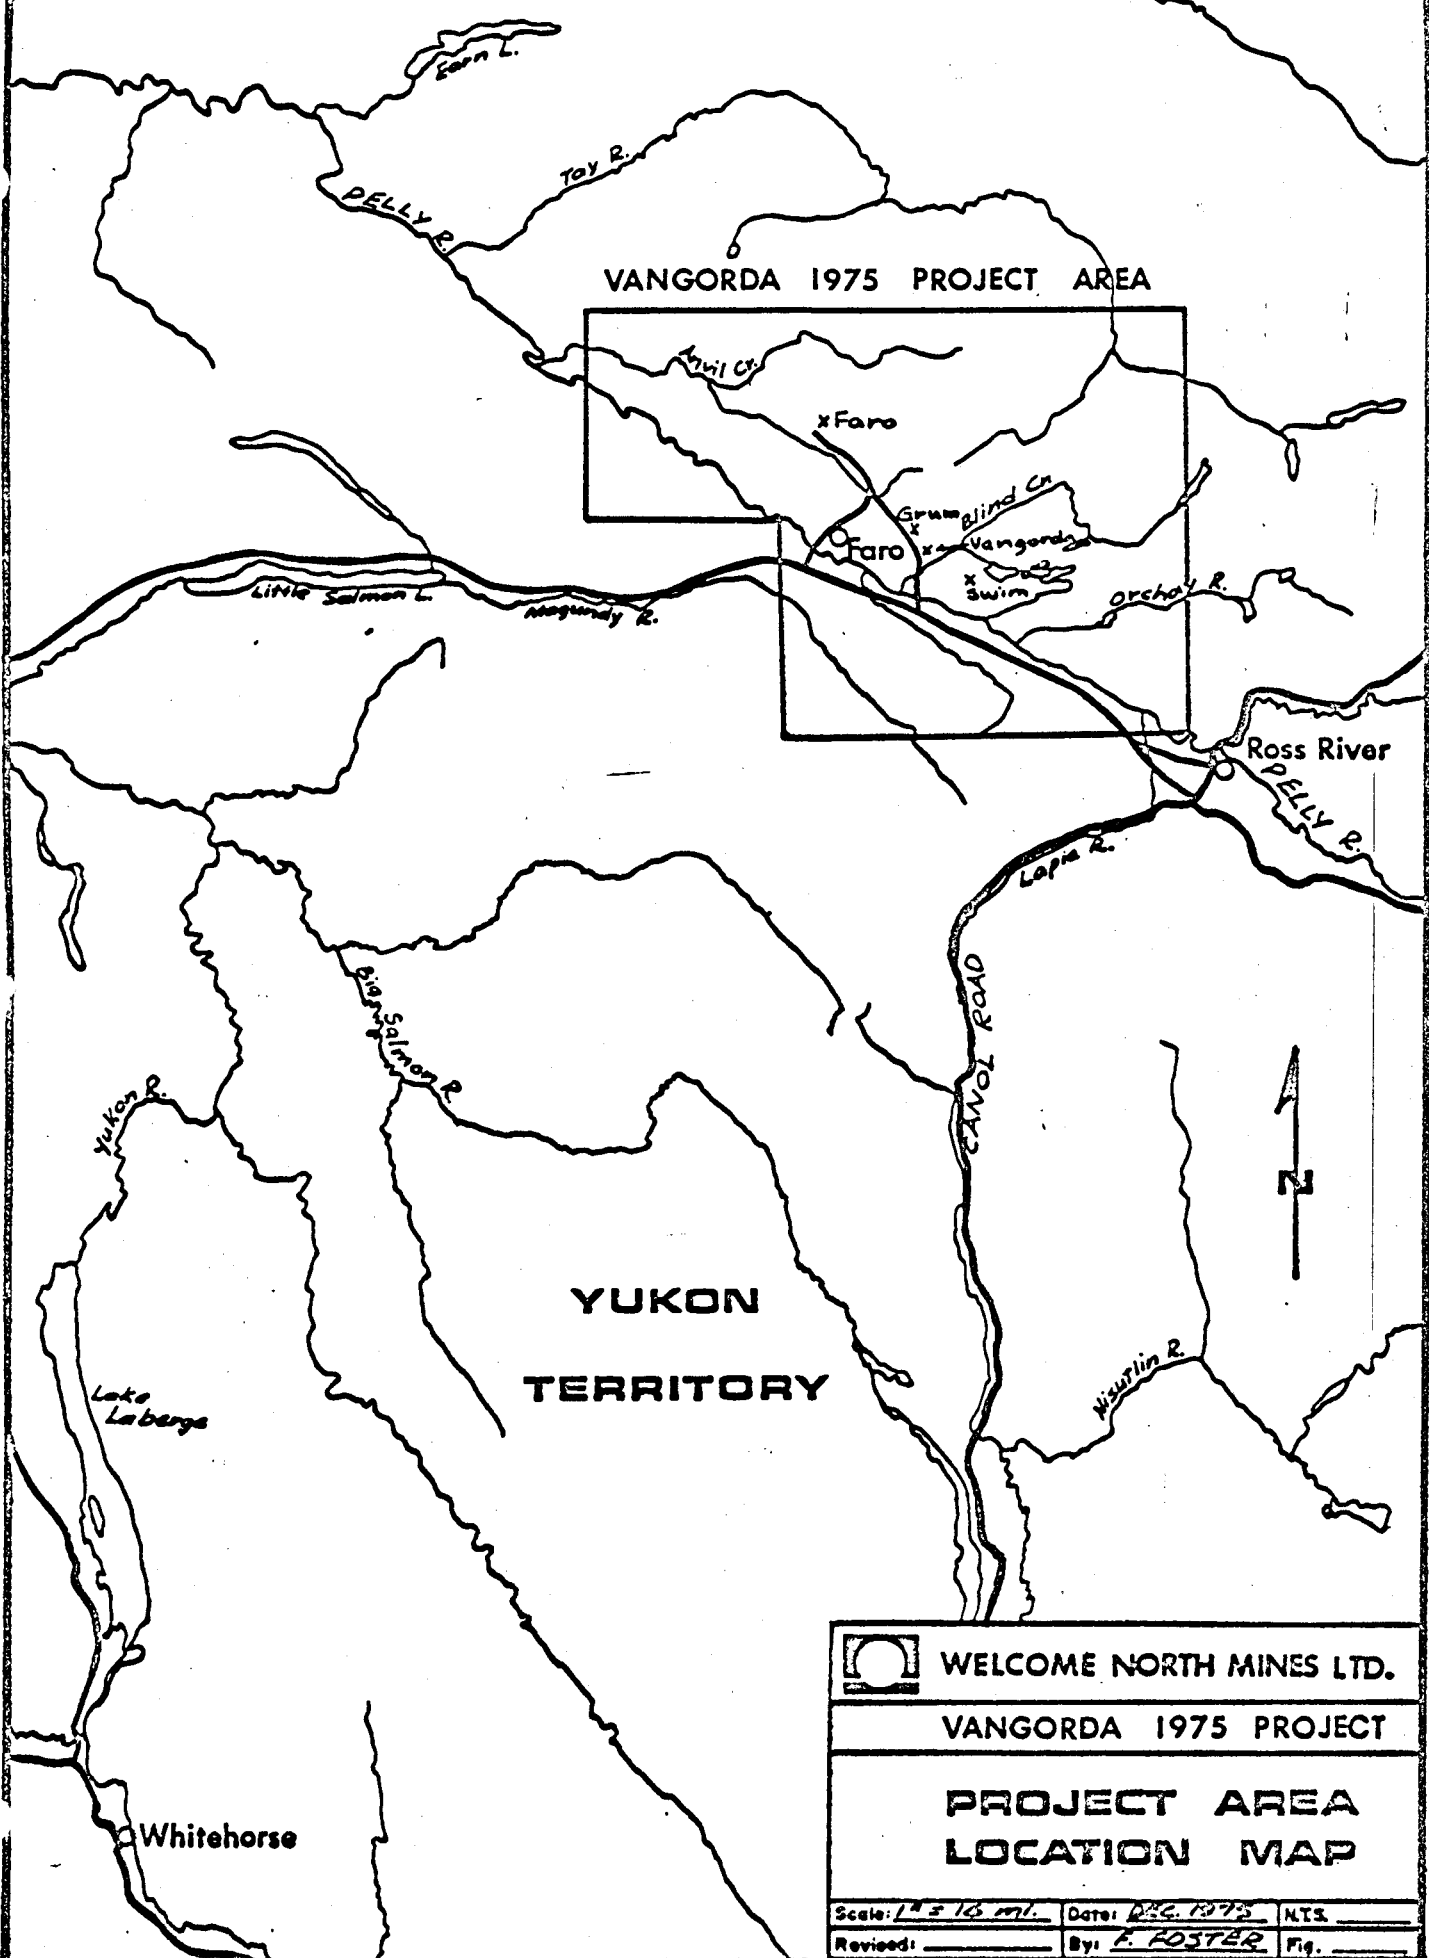 Earn L.
Tay R.
PELLY R.
VANGORDA 1975 PROJECT AREA
Anvil Cr.
xFaro
Grum
x
Blind Cr.
Faro
x
Vangorda
x
Swim
Orchay R.
Little Salmon L.
Magundy R.
Ross River
PELLY R.
Lapie R.
CANOL ROAD
Big Salmon R.
Yukon R.
N
YUKON
TERRITORY
Nisutlin R.
Lake
Laberge
Whitehorse
WELCOME NORTH MINES LTD.
VANGORDA 1975 PROJECT
PROJECT AREA
LOCATION MAP
Scale: 1" = 16 mi. Date: DEC. 1975 N.T.S.
Revised: By: F. FOSTER Fig.